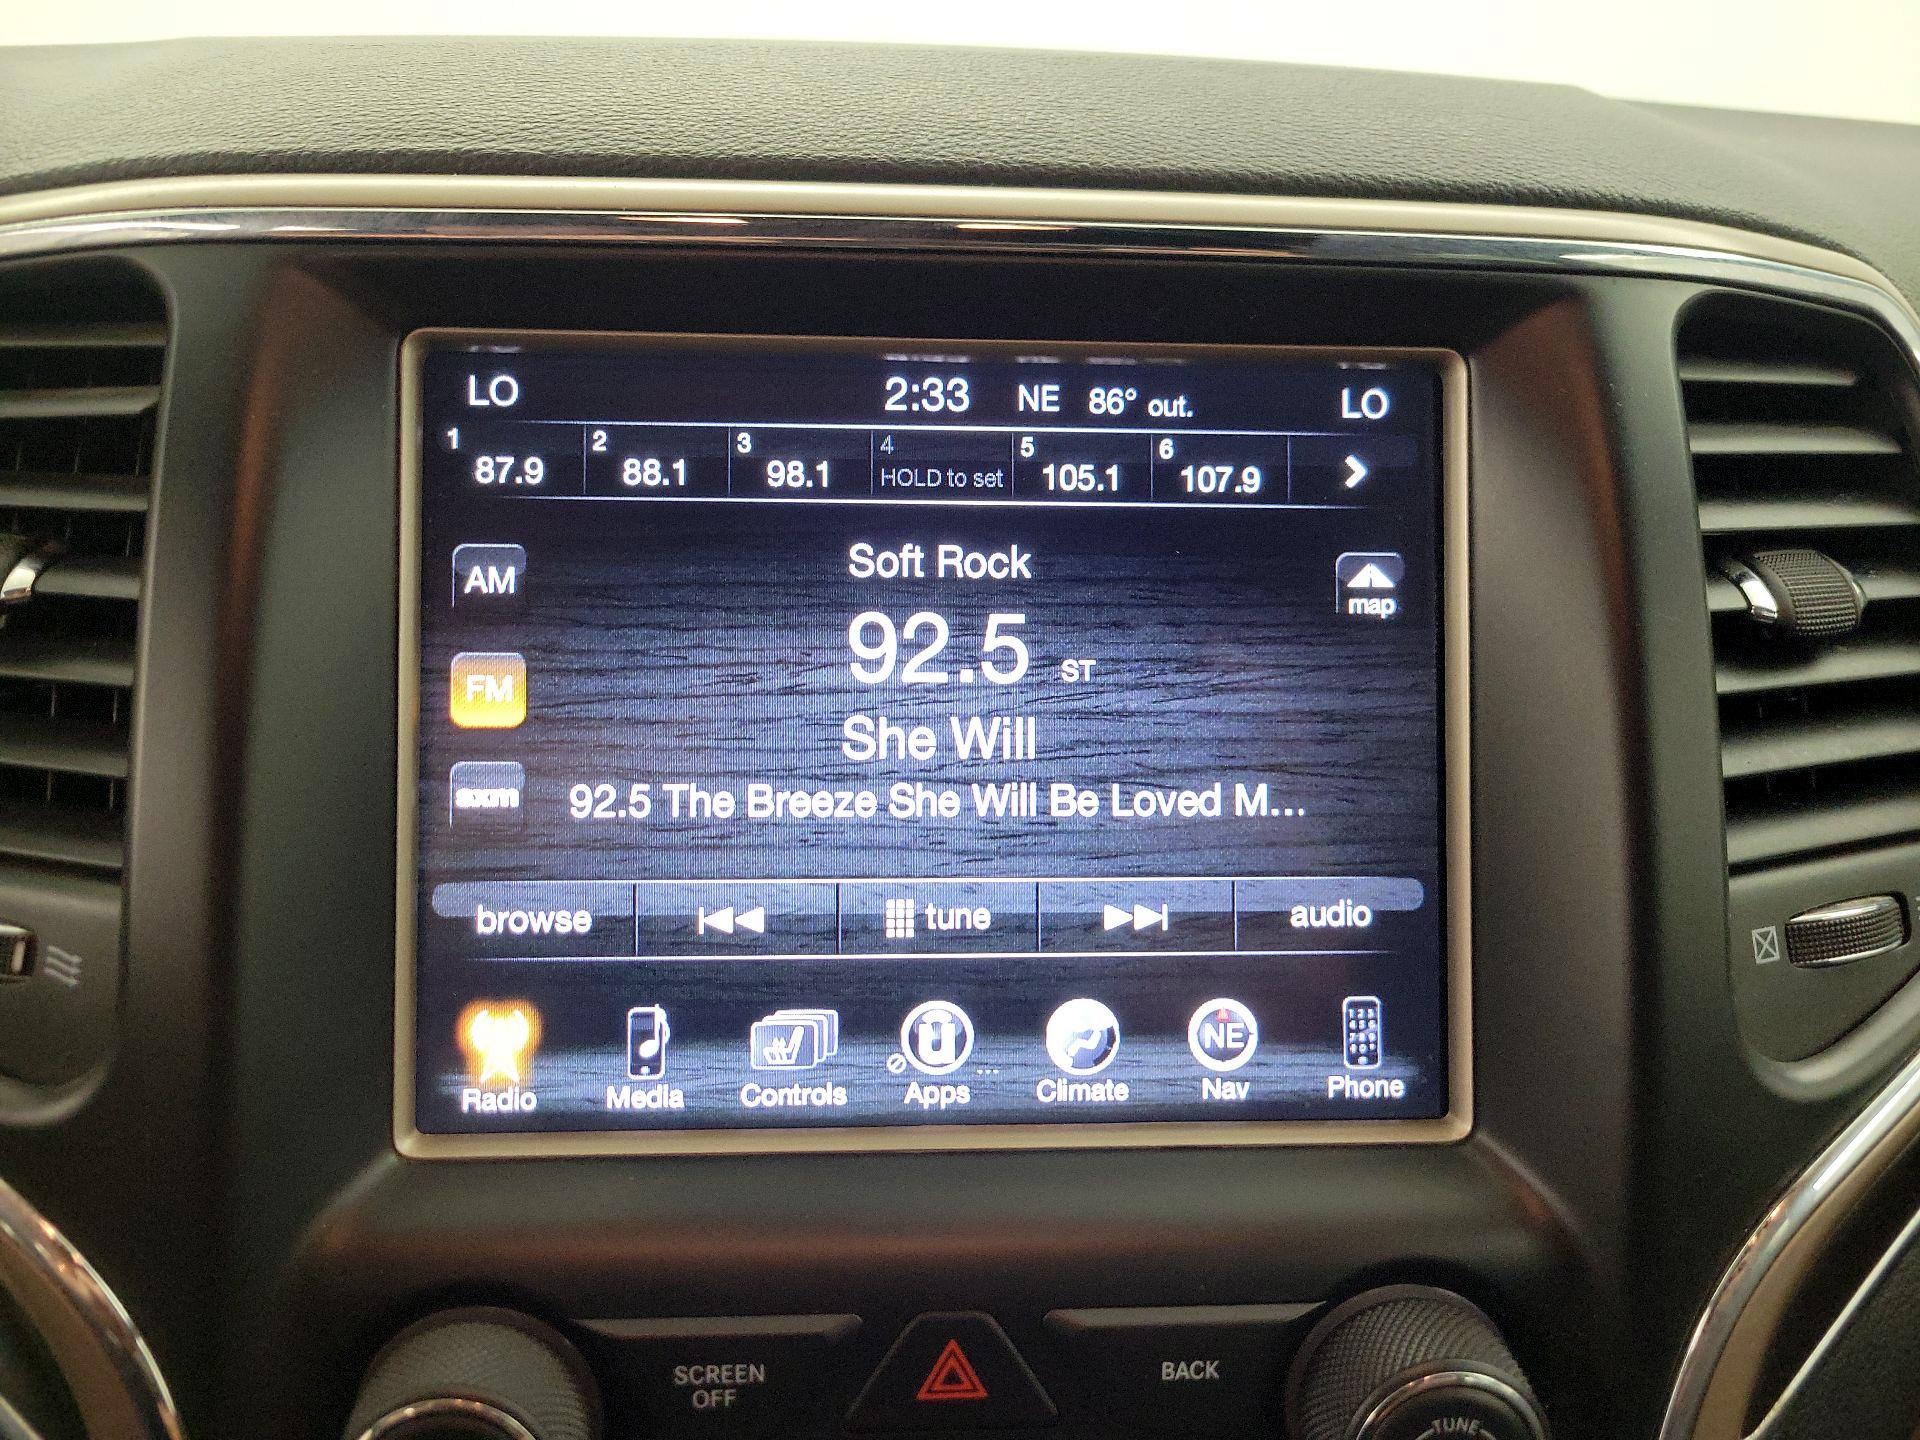 LO 2:33 NE 86° out. LO
1 2 3 4 5 6
87.9 88.1 98.1 HOLD to set 105.1 107.9
Soft Rock
AM
map
92.5 ST
FM
She Will
sxm
92.5 The Breeze She Will Be Loved M...
browse tune audio
NE
Radio Media Controls Apps ... Climate Nav Phone
SCREEN OFF
BACK
TUNE